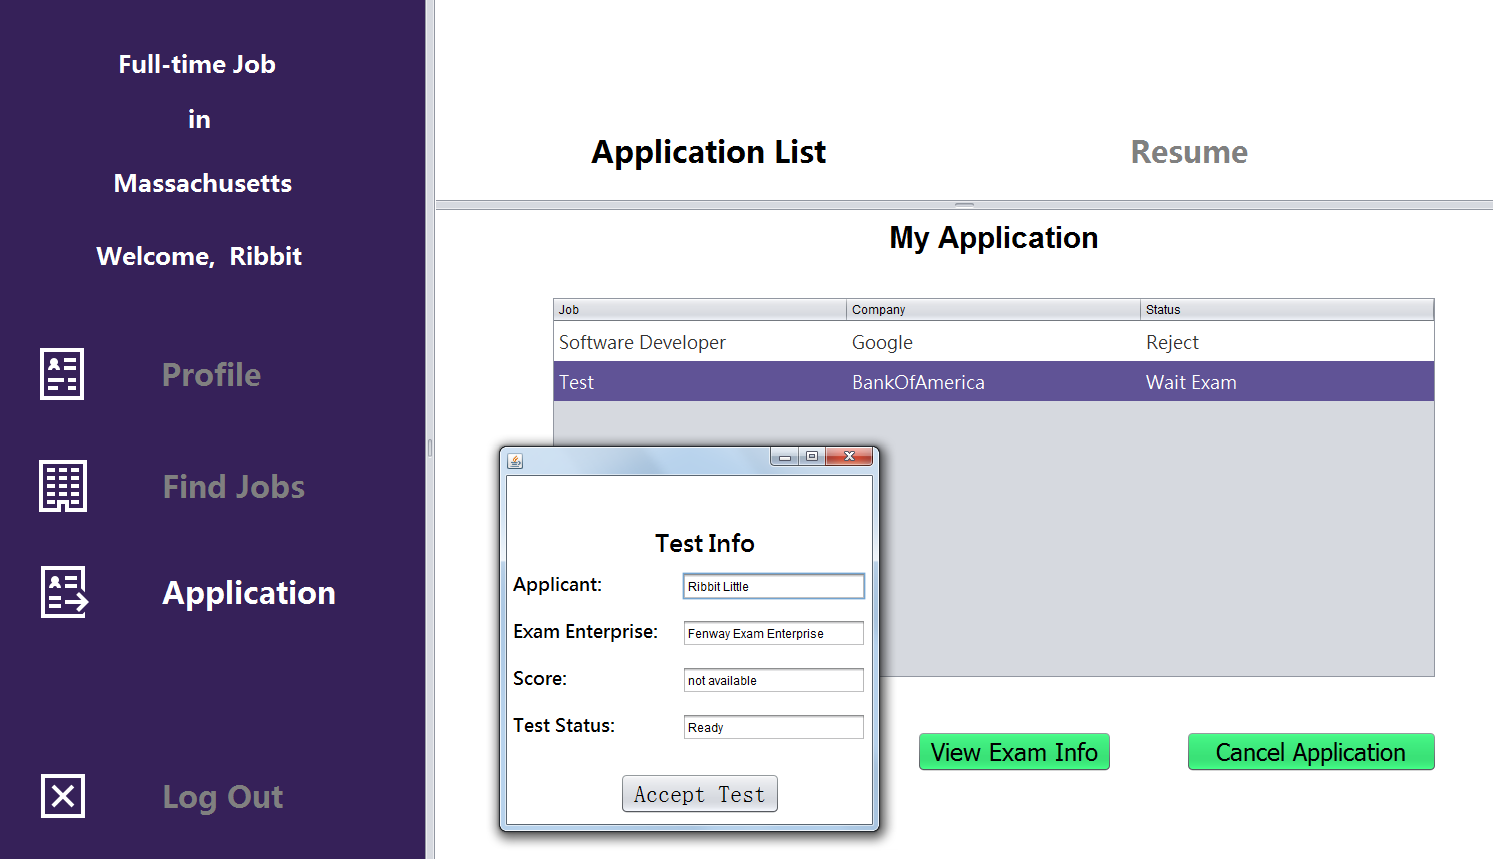 Full-time Job
in
Massachusetts
Welcome,  Ribbit
Profile
Find Jobs
Application
Log Out
Application List
Resume
My Application
Job Company Status
Software Developer Google Reject
Test BankOfAmerica Wait Exam
Test Info
Applicant: Ribbit Little
Exam Enterprise: Fenway Exam Enterprise
Score: not available
Test Status: Ready
Accept Test
View Exam Info
Cancel Application